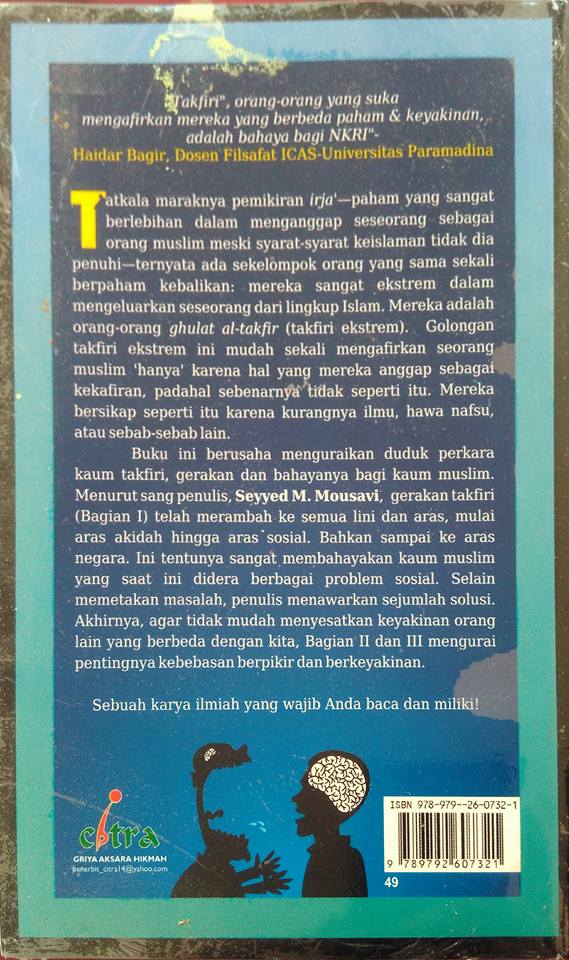 "Takfiri", orang-orang yang suka
mengafirkan mereka yang berbeda paham & keyakinan,
adalah bahaya bagi NKRI"-
Haidar Bagir, Dosen Filsafat ICAS-Universitas Paramadina
Tatkala maraknya pemikiran irja'—paham yang sangat
berlebihan dalam menganggap seseorang sebagai
orang muslim meski syarat-syarat keislaman tidak dia
penuhi—ternyata ada sekelompok orang yang sama sekali
berpaham kebalikan: mereka sangat ekstrem dalam
mengeluarkan seseorang dari lingkup Islam. Mereka adalah
orang-orang ghulat al-takfir (takfiri ekstrem). Golongan
takfiri ekstrem ini mudah sekali mengafirkan seorang
muslim 'hanya' karena hal yang mereka anggap sebagai
kekafiran, padahal sebenarnya tidak seperti itu. Mereka
bersikap seperti itu karena kurangnya ilmu, hawa nafsu,
atau sebab-sebab lain.
Buku ini berusaha menguraikan duduk perkara
kaum takfiri, gerakan dan bahayanya bagi kaum muslim.
Menurut sang penulis, Seyyed M. Mousavi, gerakan takfiri
(Bagian I) telah merambah ke semua lini dan aras, mulai
aras akidah hingga aras sosial. Bahkan sampai ke aras
negara. Ini tentunya sangat membahayakan kaum muslim
yang saat ini didera berbagai problem sosial. Selain
memetakan masalah, penulis menawarkan sejumlah solusi.
Akhirnya, agar tidak mudah menyesatkan keyakinan orang
lain yang berbeda dengan kita, Bagian II dan III mengurai
pentingnya kebebasan berpikir dan berkeyakinan.
Sebuah karya ilmiah yang wajib Anda baca dan miliki!
citra
GRIYA AKSARA HIKMAH
penerbit_citra14@yahoo.com
ISBN 978-979--26-0732-1
9 789792 607321
49